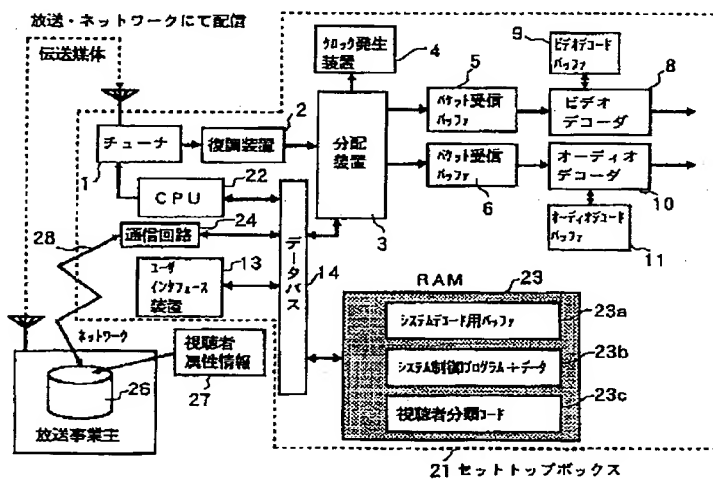 放送・ネットワークにて配信
伝送媒体
チューナ
1
復調装置
2
クロック発生
装置
4
分配
装置
3
パケット受信
バッファ
5
パケット受信
バッファ
6
ビデオデコード
バッファ
9
ビデオ
デコーダ
8
オーディオ
デコーダ
10
オーディオデコード
バッファ
11
CPU
22
通信回路
24
28
ユーザ
インタフェース
装置
13
データバス
14
ネットワーク
視聴者
属性情報
27
26
放送事業主
RAM
23
システムデコード用バッファ
23a
システム制御プログラム+データ
23b
視聴者分類コード
23c
21 セットトップボックス